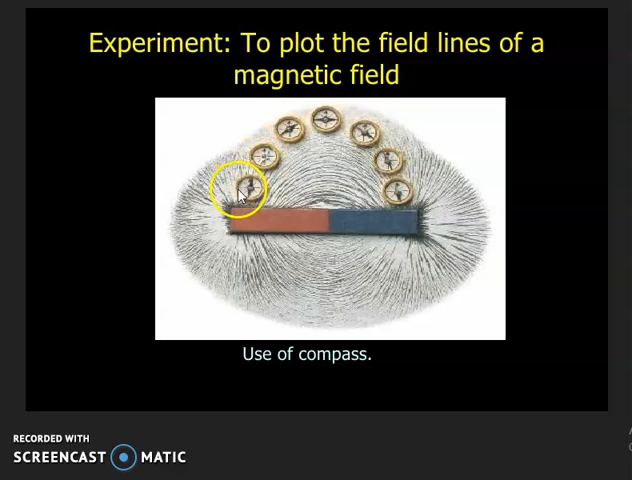 Experiment: To plot the field lines of a
magnetic field
Use of compass.
RECORDED WITH
SCREENCAST MATIC